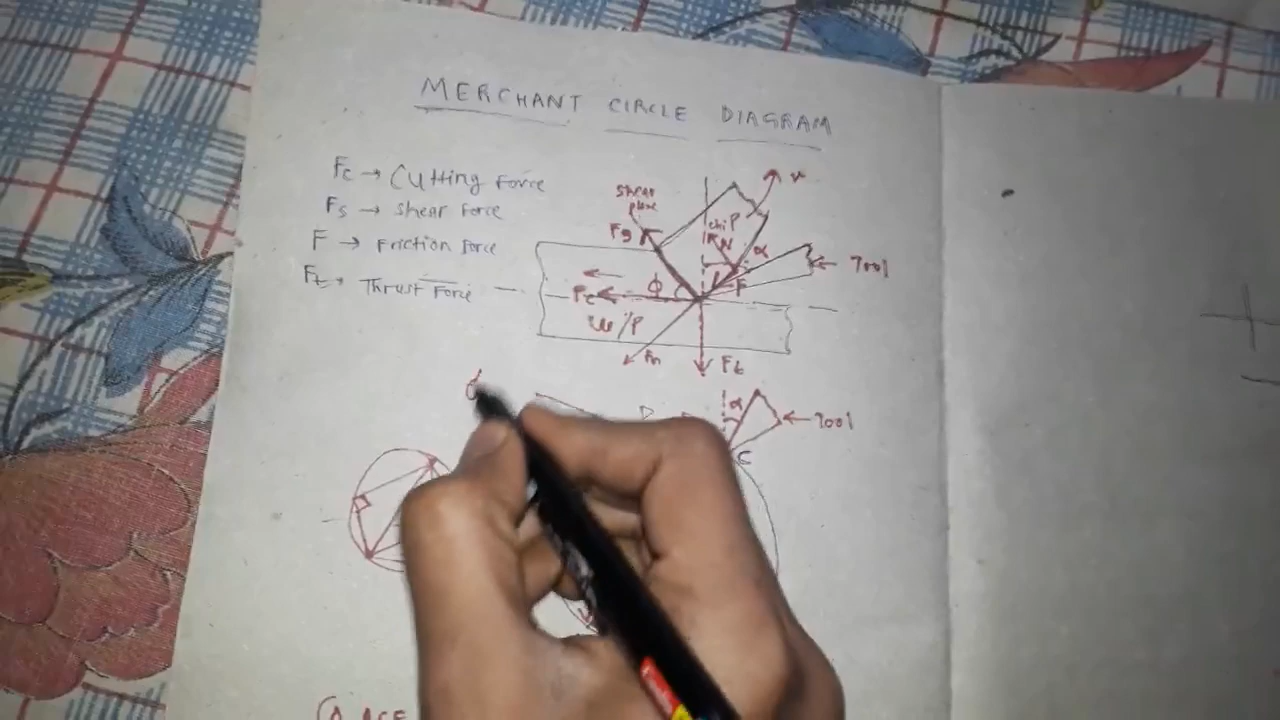 MERCHANT CIRCLE DIAGRAM
Fc → Cutting Force
Fs → Shear Force
F → Friction Force
Ft → Thrust Force
Shear
plane
Fs
chip
v
N
α
Tool
Fc
ϕ
F
W/P
Fn
Ft
D
α
Tool
C